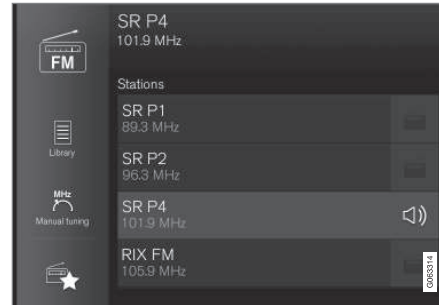 SR P4
101.9 MHz
FM
Stations
SR P1
89.3 MHz
Library
SR P2
96.3 MHz
MHz
Manual tuning
SR P4
101.9 MHz
RIX FM
105.9 MHz
G063314